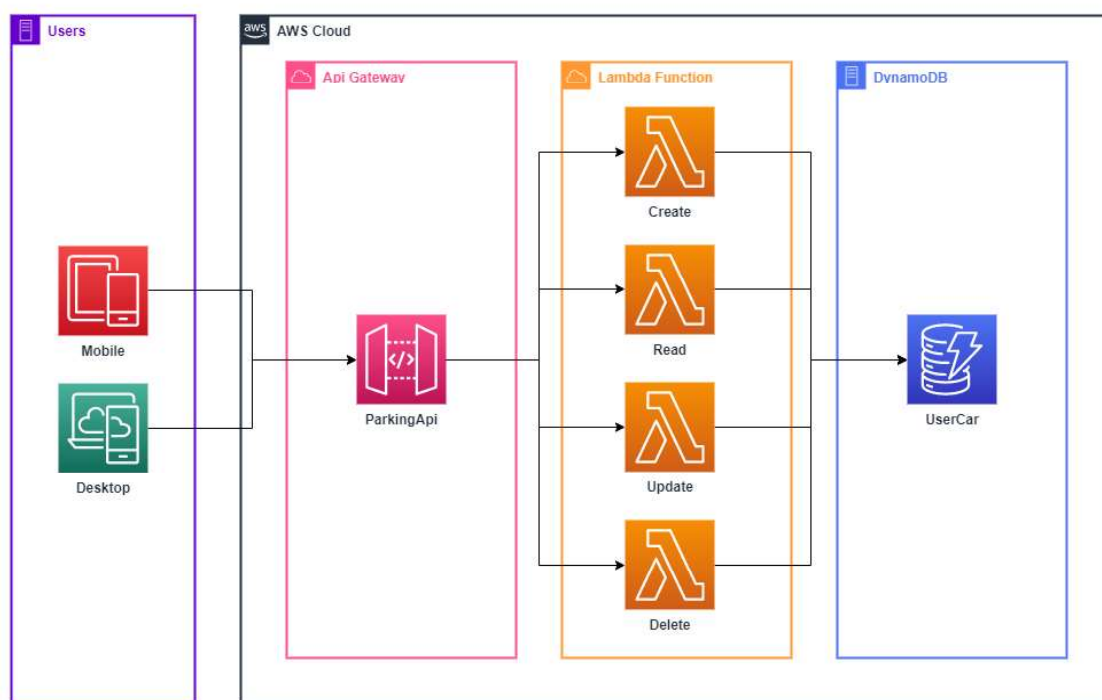 Users
aws
AWS Cloud
Api Gateway
Lambda Function
DynamoDB
Create
Mobile
Read
</>
ParkingApi
UserCar
Desktop
Update
Delete